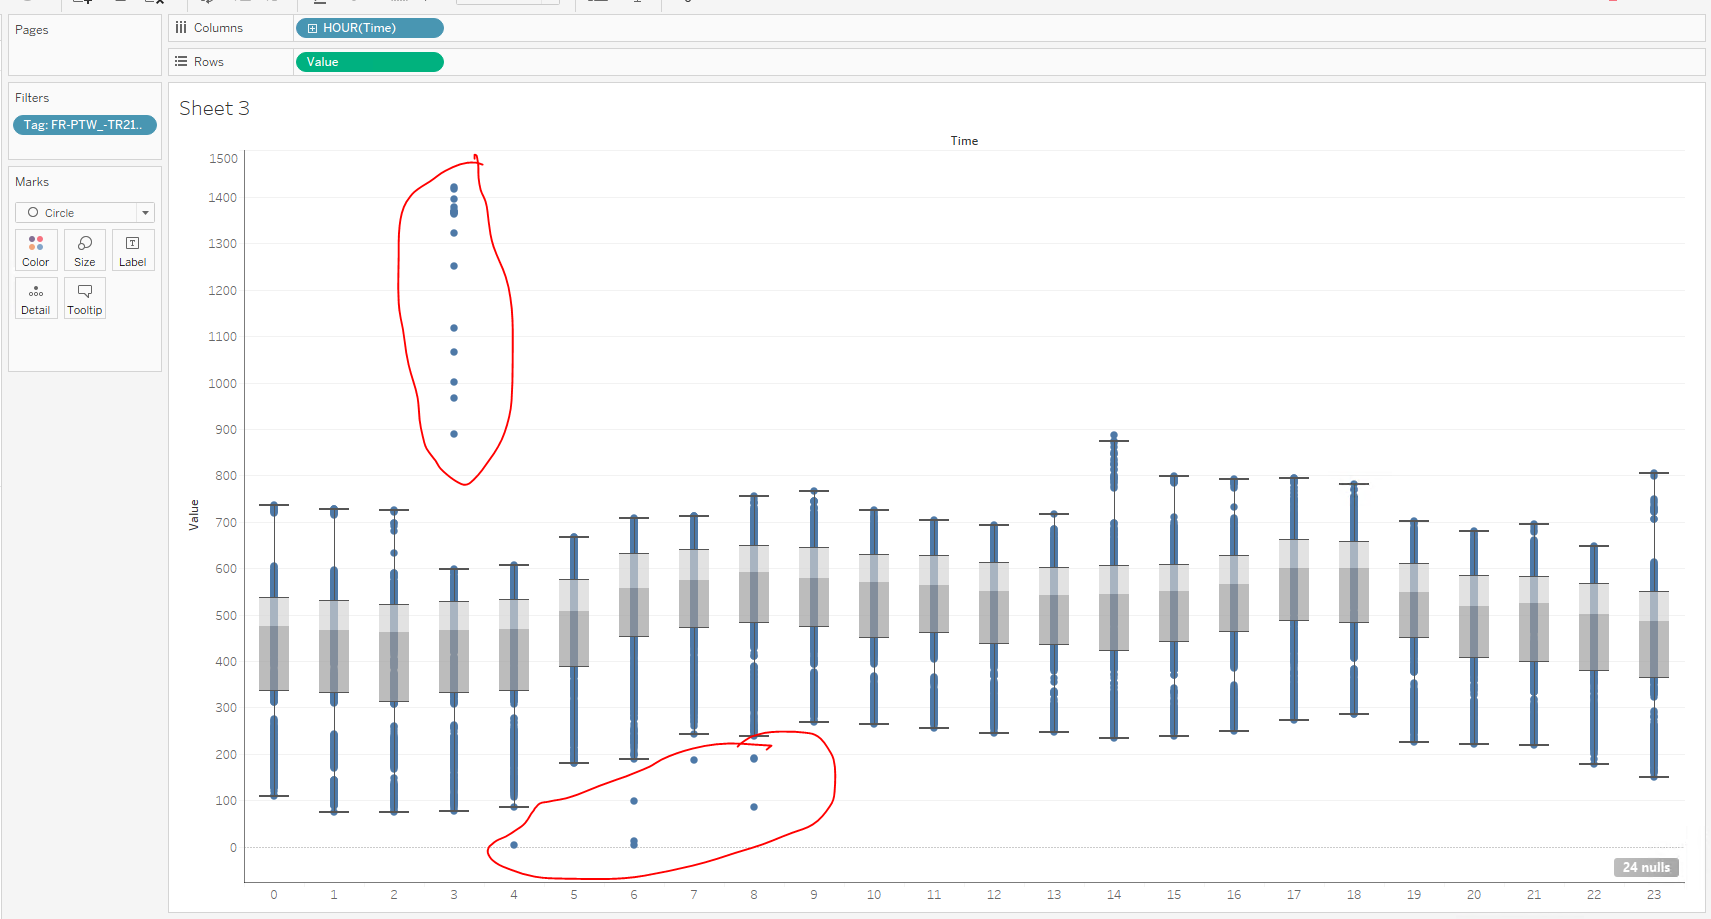 Pages
Columns
HOUR(Time)
Rows
Value
Filters
Tag: FR-PTW_-TR21..
Marks
Circle
Color
Size
Label
Detail
Tooltip
Sheet 3
Time
Value
1500
1400
1300
1200
1100
1000
900
800
700
600
500
400
300
200
100
0
24 nulls
0 1 2 3 4 5 6 7 8 9 10 11 12 13 14 15 16 17 18 19 20 21 22 23